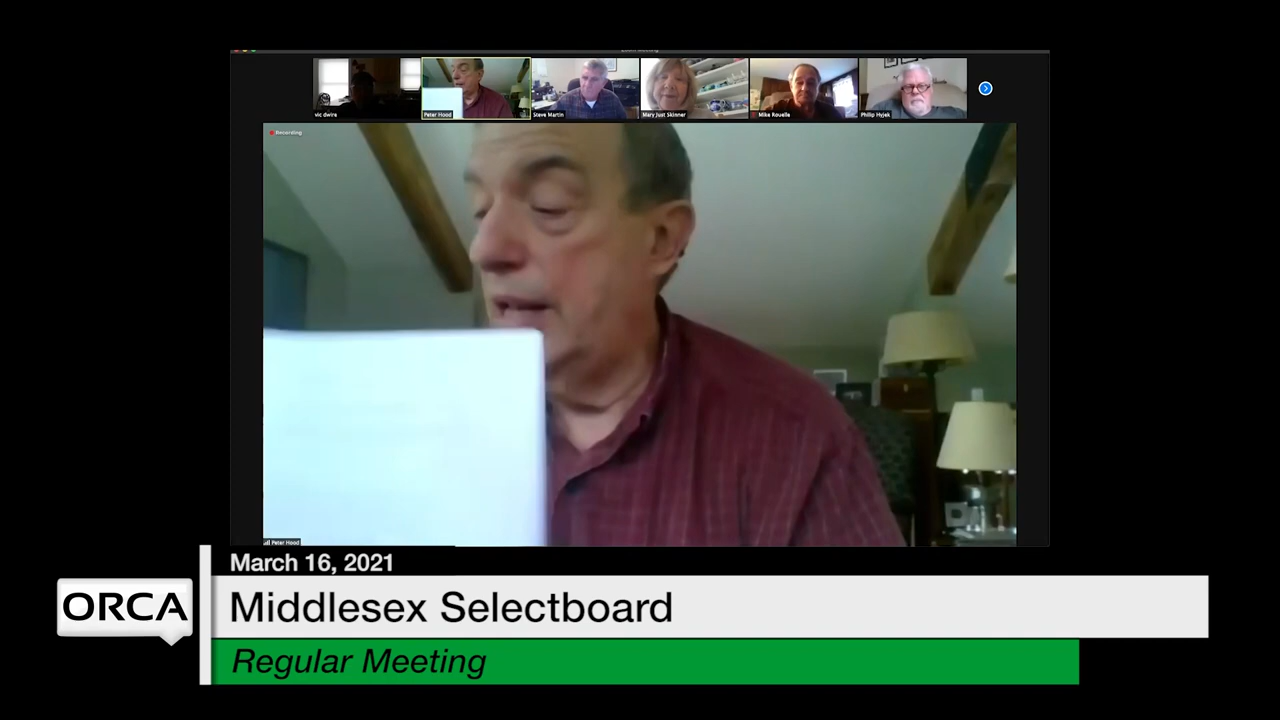 vic dwire
Peter Hood
Steve Martin
Mary Just Skinner
Mike Rouelle
Philip Hyjek
Recording
Peter Hood
March 16, 2021
ORCA
Middlesex Selectboard
Regular Meeting